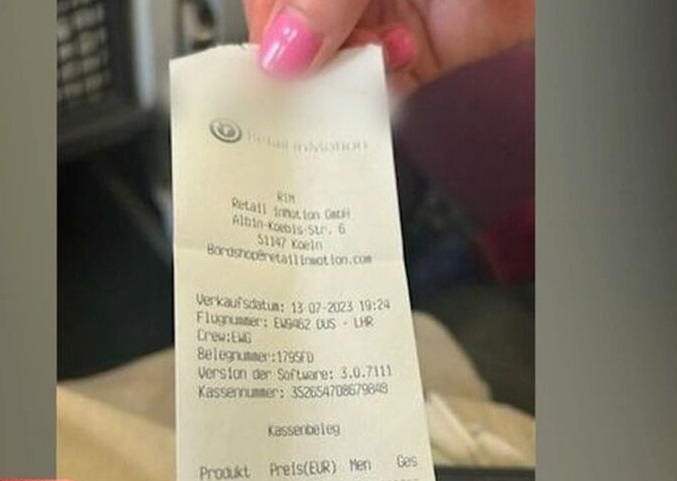 Retail inMotion
RiM
Retail inMotion GmbH
Albin-Koebis-Str. 6
51147 Koeln
Bordshop@retailinmotion.com
Verkaufsdatum: 13-07-2023 19:24
Flugnummer: EW9462 DUS - LHR
Crew:EWG
Belegnummer:1795FD
Version der Software: 3.0.7111
Kassennummer: 352654708679848
Kassenbeleg
Produkt Preis(EUR) Men Ges